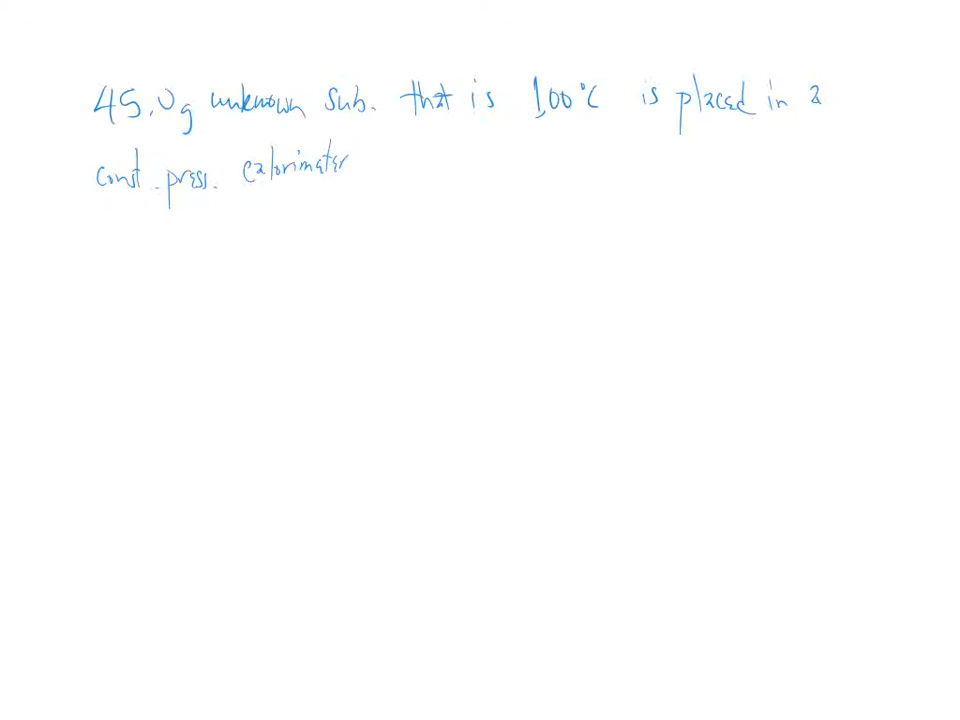 45.0g unknown sub. that is 100°C is placed in a
const. press. calorimeter